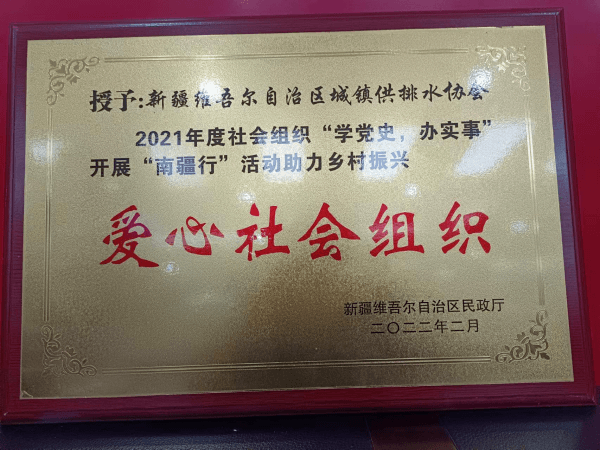 授予:新疆维吾尔自治区城镇供排水协会
2021年度社会组织“学党史，办实事”
开展“南疆行”活动助力乡村振兴
爱心社会组织
新疆维吾尔自治区民政厅
二〇二二年二月